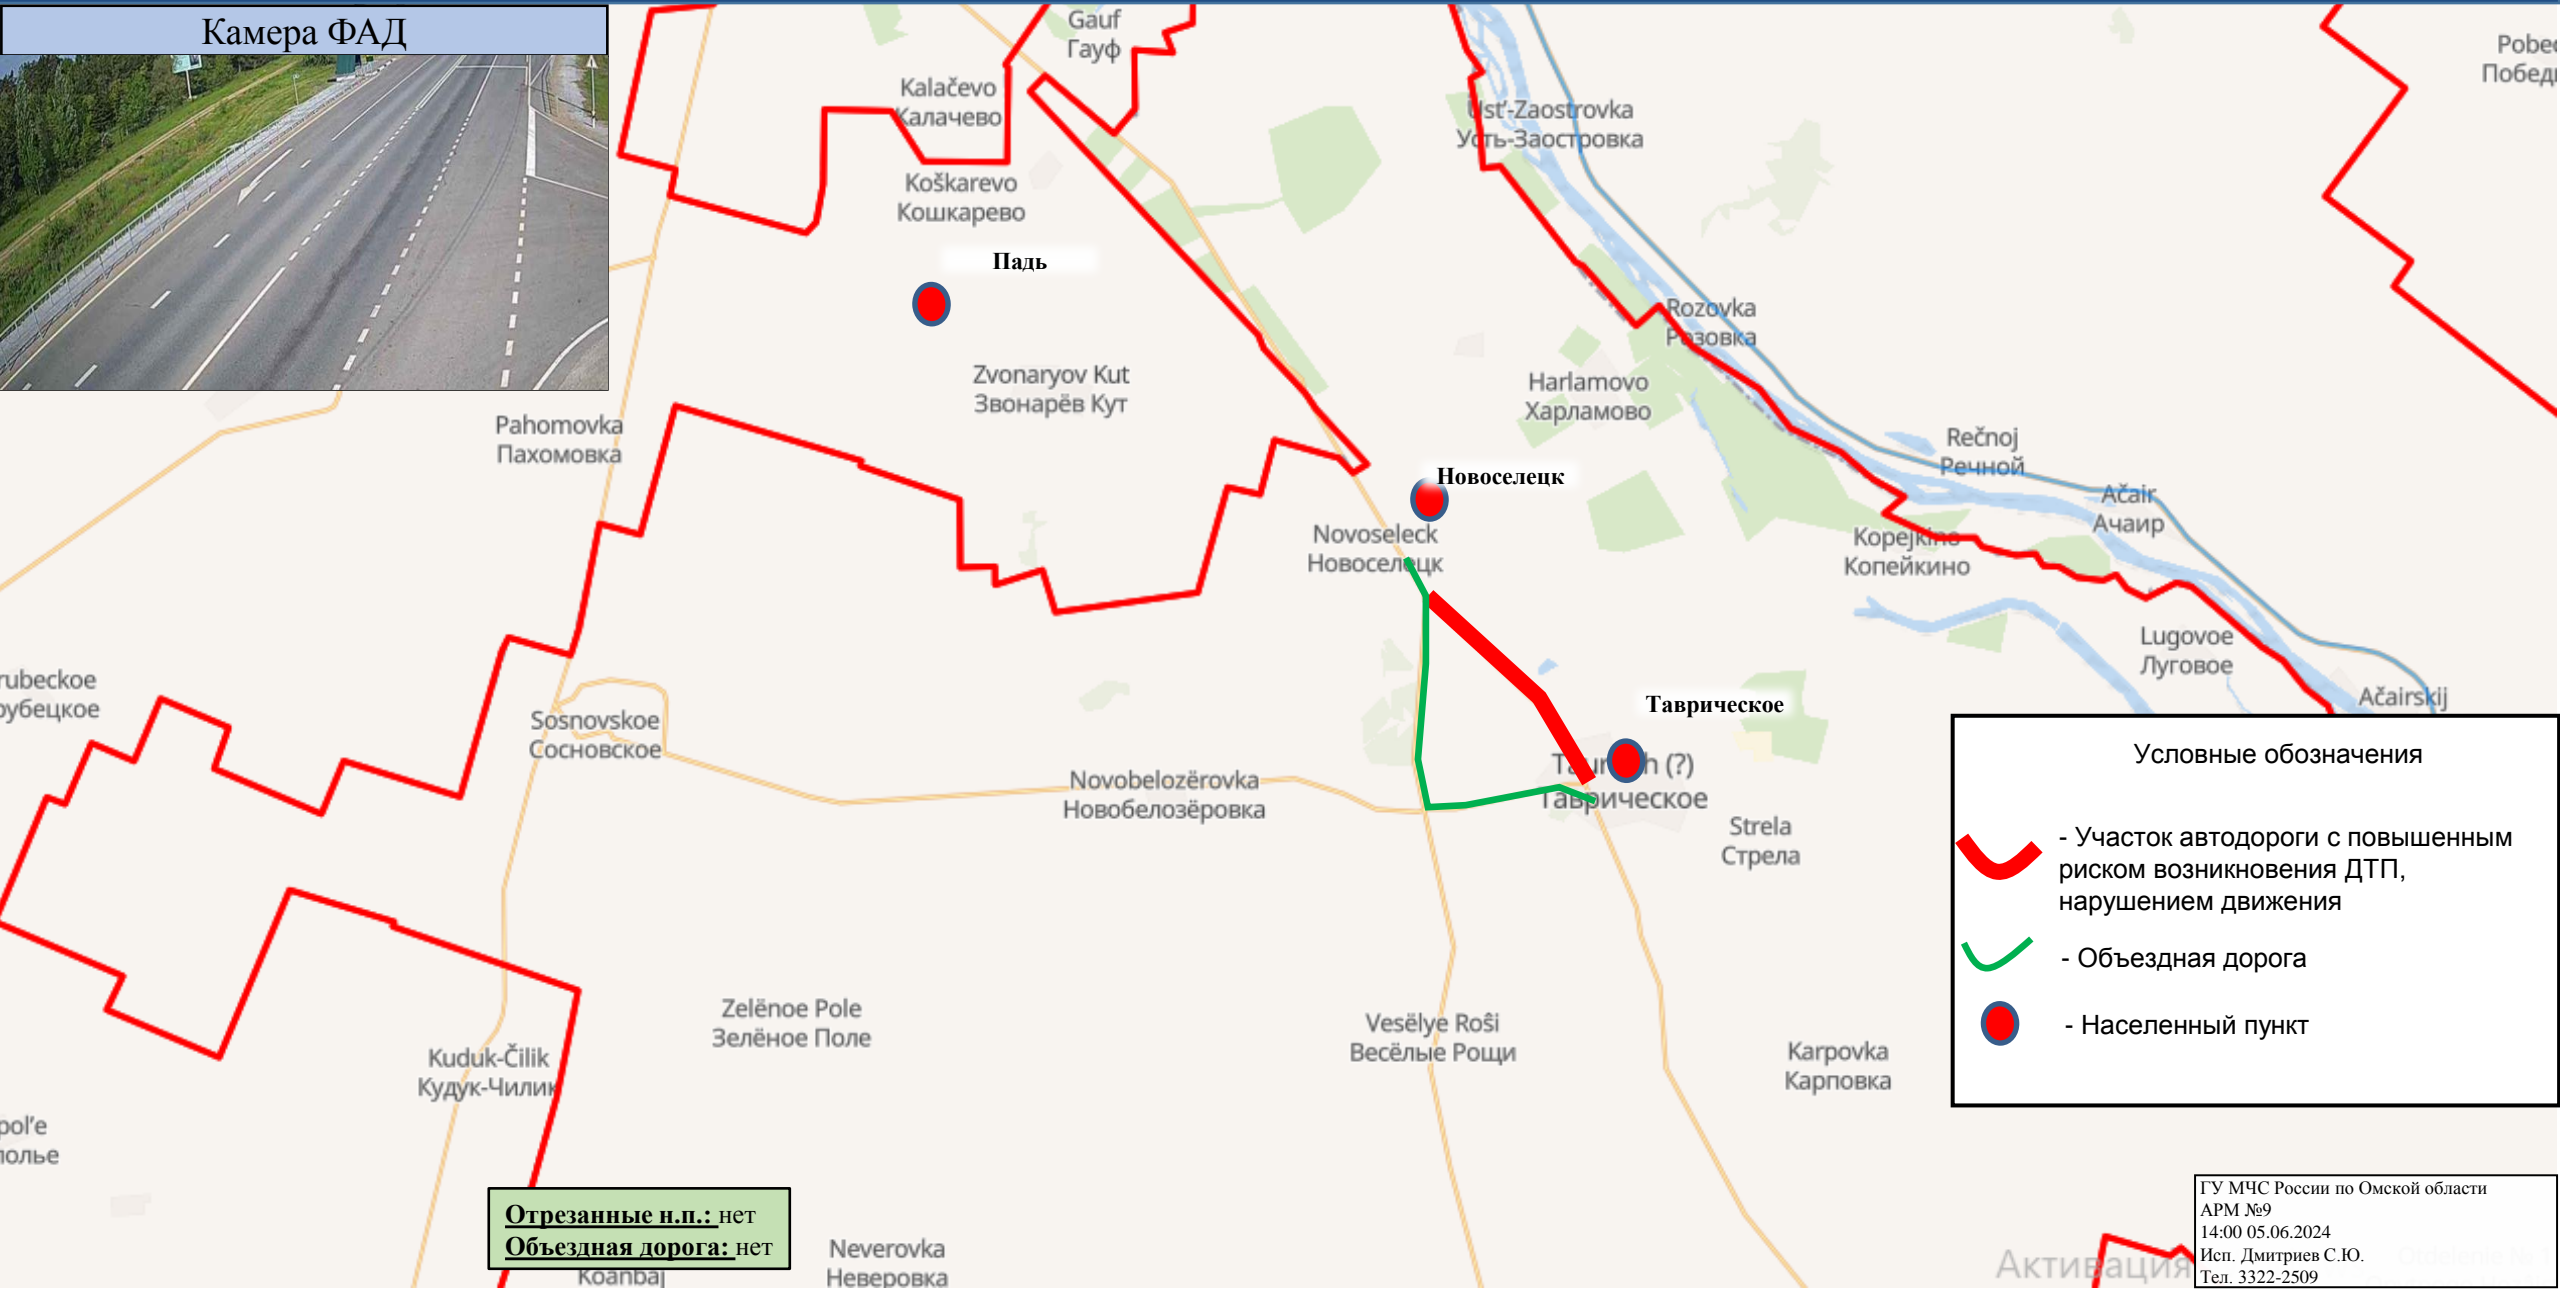 Камера ФАД
Gauf
Гауф
Kalačevo
Калачево
Koškarevo
Кошкарево
Падь
Ust'-Zaostrovka
Усть-Заостровка
Rozovka
Розовка
Zvonaryov Kut
Звонарёв Кут
Harlamovo
Харламово
Pahomovka
Пахомовка
Rečnoj
Речной
Новоселецк
Ačair
Ачаир
Novoseleck
Новоселецк
Kopejkino
Копейкино
Lugovoe
Луговое
rubeckoe
рубецкое
Ačairskij
Таврическое
Sosnovskoe
Сосновское
Novobelozërovka
Новобелозёровка
Таврическое
Strela
Стрела
Условные обозначения
- Участок автодороги с повышенным
риском возникновения ДТП,
нарушением движения
- Объездная дорога
- Населенный пункт
Zelënoe Pole
Зелёное Поле
Vesëlye Roŝi
Весёлые Рощи
Kuduk-Čilik
Кудук-Чилик
Karpovka
Карповка
pol'e
полье
Отрезанные н.п.: нет
Объездная дорога: нет
Koanbaj
Neverovka
Неверовка
Активация
ГУ МЧС России по Омской области
АРМ №9
14:00 05.06.2024
Исп. Дмитриев С.Ю.
Тел. 3322-2509